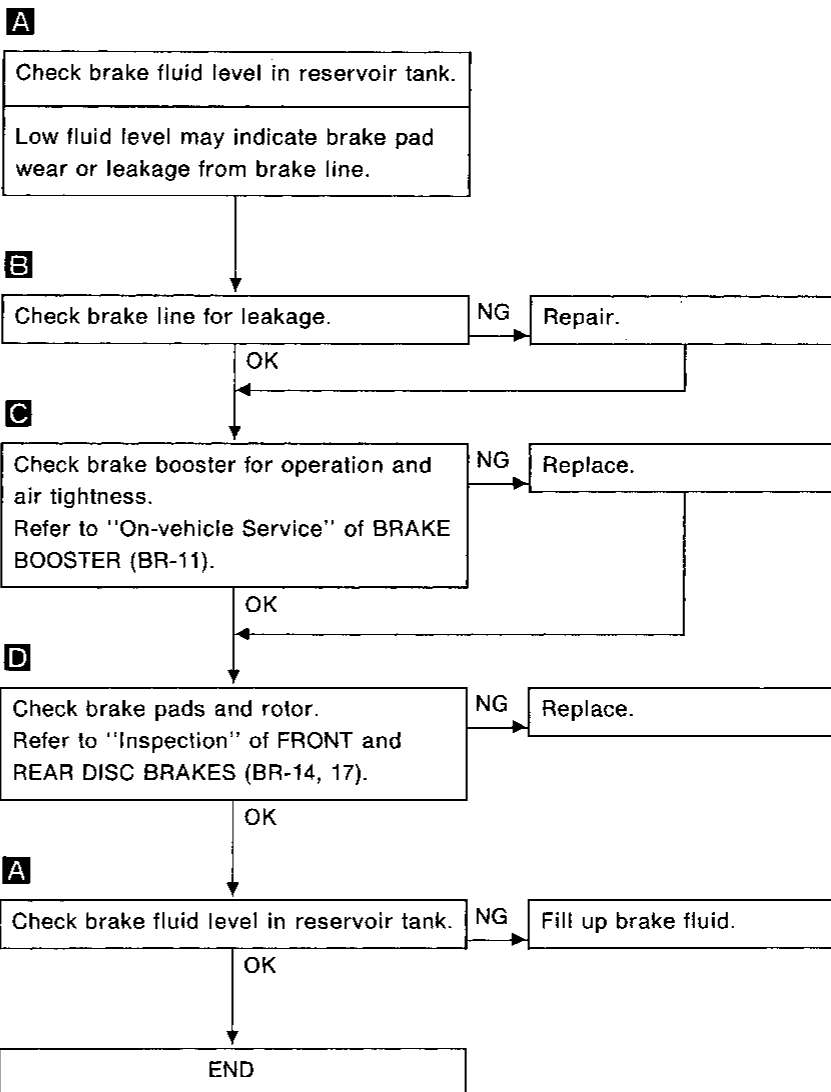 A
Check brake fluid level in reservoir tank.
Low fluid level may indicate brake pad
wear or leakage from brake line.
B
Check brake line for leakage.
NG
Repair.
OK
C
Check brake booster for operation and
air tightness.
Refer to "On-vehicle Service" of BRAKE
BOOSTER (BR-11).
NG
Replace.
OK
D
Check brake pads and rotor.
Refer to "Inspection" of FRONT and
REAR DISC BRAKES (BR-14, 17).
NG
Replace.
OK
A
Check brake fluid level in reservoir tank.
NG
Fill up brake fluid.
OK
END